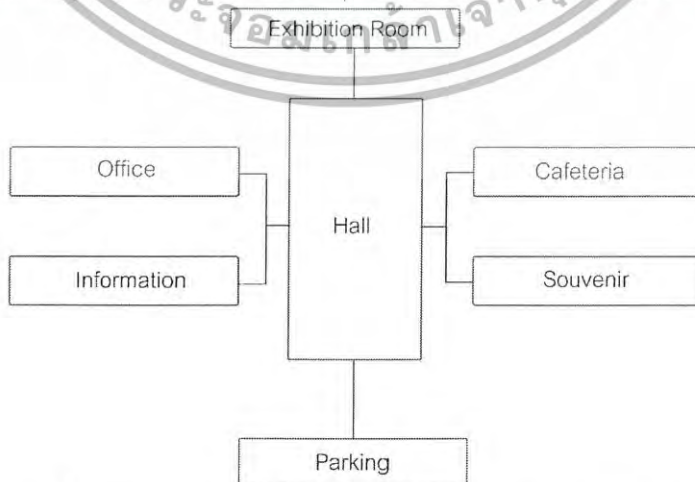 Exhibition Room
Office
Cafeteria
Hall
Information
Souvenir
Parking